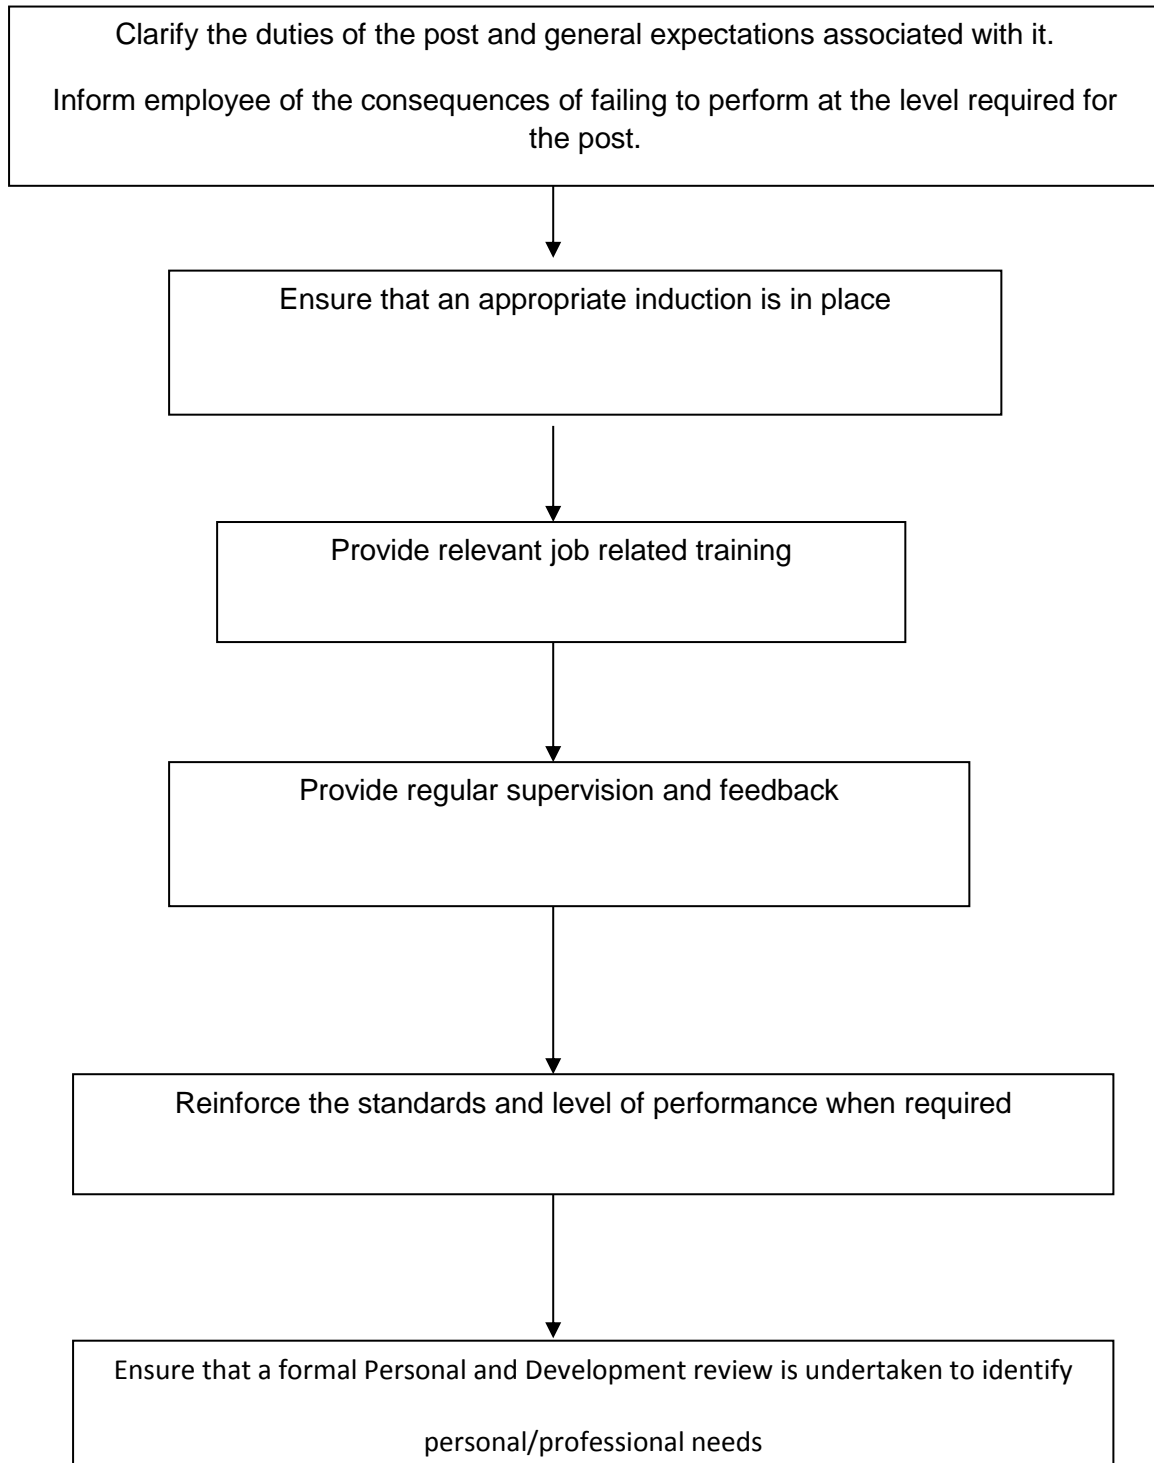 Clarify the duties of the post and general expectations associated with it.
Inform employee of the consequences of failing to perform at the level required for
the post.
Ensure that an appropriate induction is in place
Provide relevant job related training
Provide regular supervision and feedback
Reinforce the standards and level of performance when required
Ensure that a formal Personal and Development review is undertaken to identify
personal/professional needs